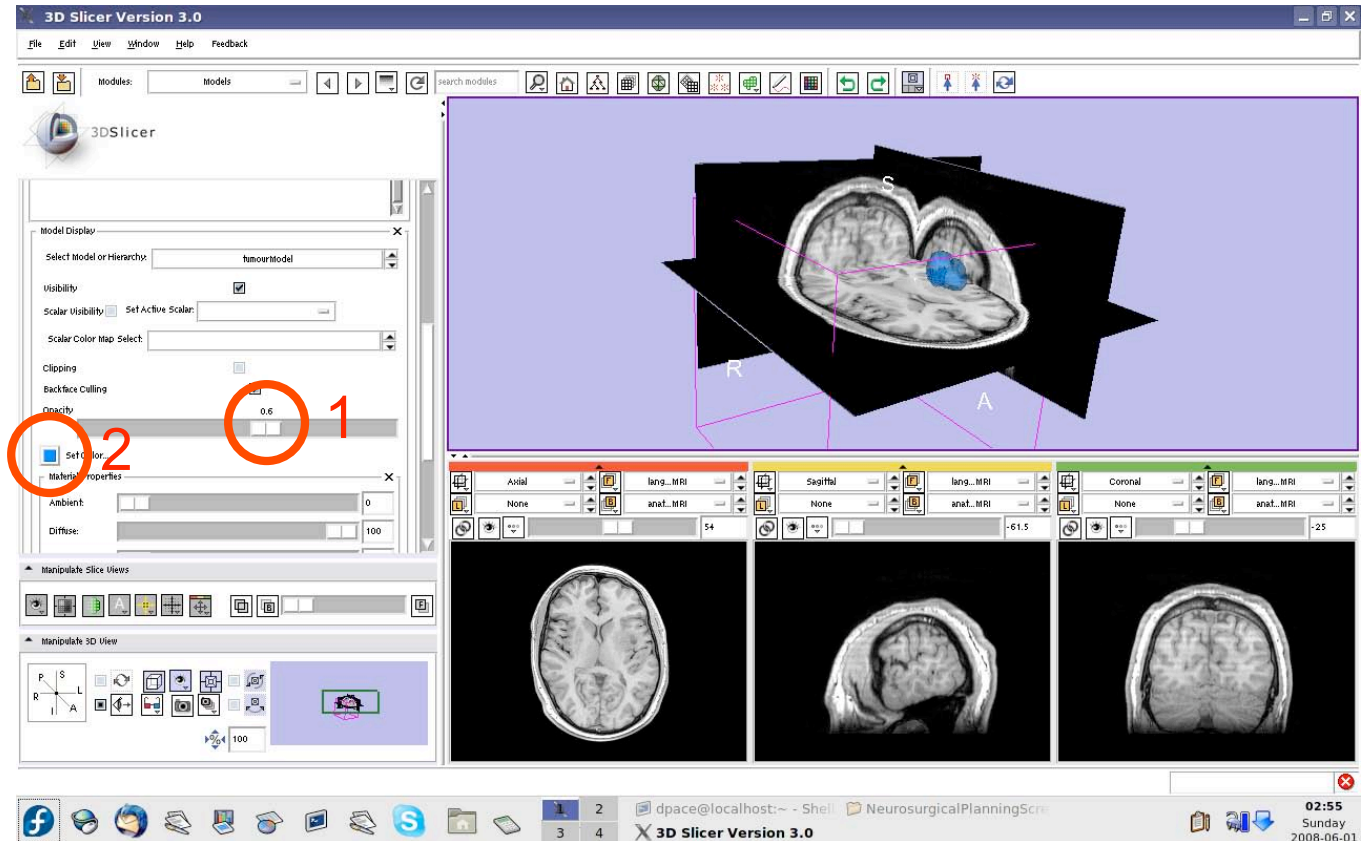 3D Slicer Version 3.0
File Edit View Window Help Feedback
Modules: Models search modules
3DSlicer
Model Display
Select Model or Hierarchy: tumourModel
Visibility
Scalar Visibility Set Active Scalar:
Scalar Color Map Select:
Clipping
Backface Culling
Opacity 0.6
1
2
Set Color...
Material Properties
Ambient: 0
Diffuse: 100
Manipulate Slice Views
Manipulate 3D View
P S
R L
I A
100
S
R
A
Axial lang...MRI
None anat...MRI
54
Sagittal lang...MRI
None anat...MRI
-61.5
Coronal lang...MRI
None anat...MRI
-25
1 2
3 4
dpace@localhost:~ - Shell
NeurosurgicalPlanningScre
3D Slicer Version 3.0
02:55
Sunday
2008-06-01